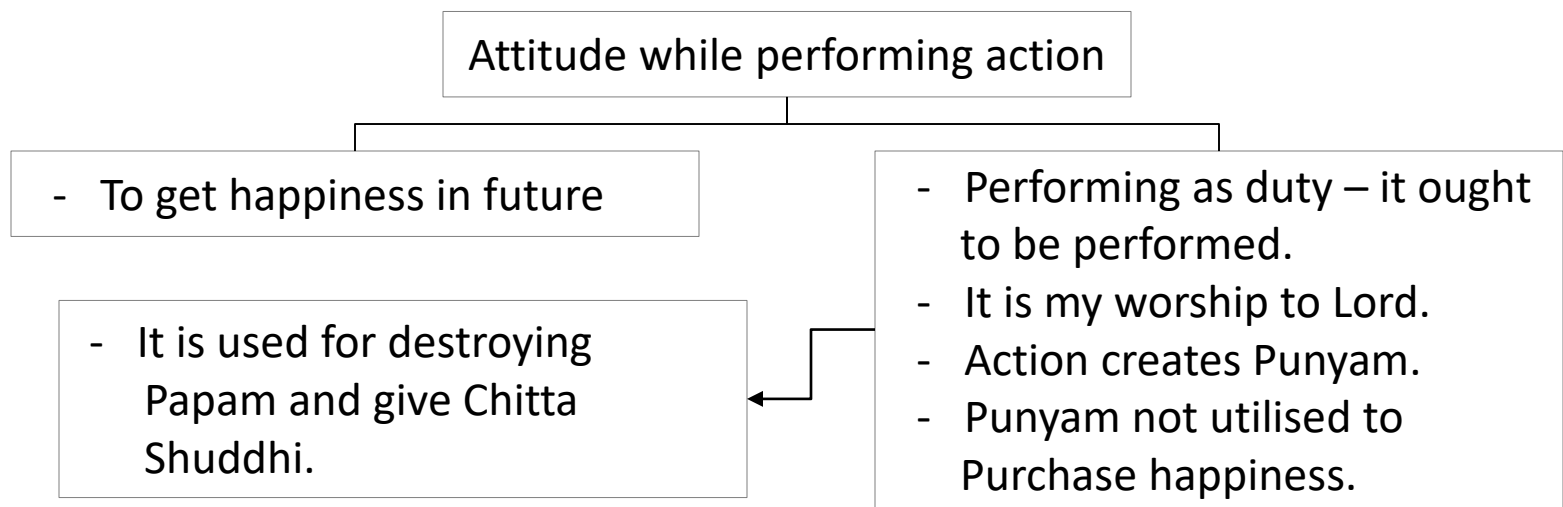 Attitude while performing action
- To get happiness in future
- Performing as duty – it ought
to be performed.
- It is my worship to Lord.
- Action creates Punyam.
- Punyam not utilised to
Purchase happiness.
- It is used for destroying
Papam and give Chitta
Shuddhi.